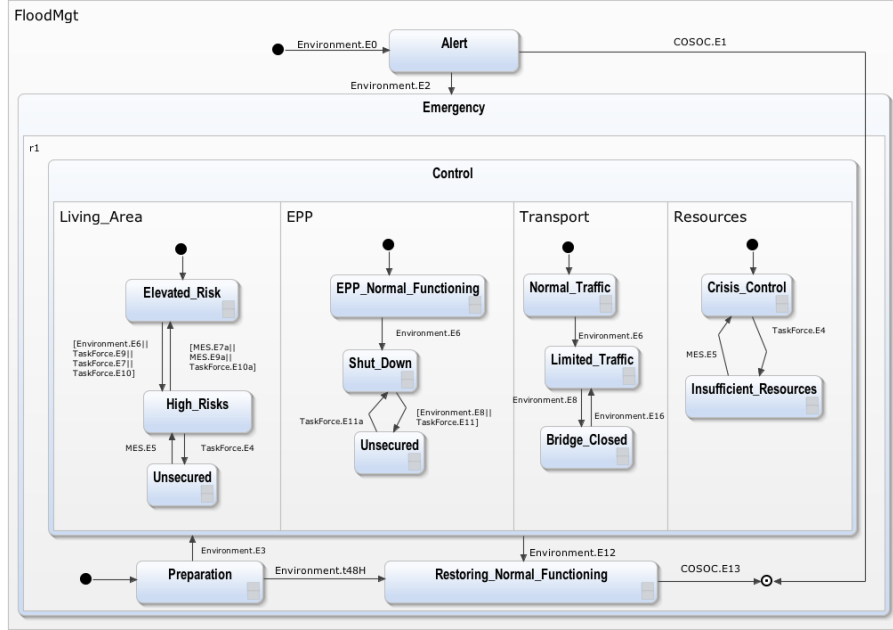 FloodMgt
Environment.E0
Alert
COSOC.E1
Environment.E2
Emergency
r1
Control
Living_Area
EPP
Transport
Resources
Elevated_Risk
EPP_Normal_Functioning
Normal_Traffic
Crisis_Control
[Environment.E6||
TaskForce.E9||
TaskForce.E7||
TaskForce.E10]
[MES.E7a||
MES.E9a||
TaskForce.E10a]
Environment.E6
Environment.E6
TaskForce.E4
MES.E5
Shut_Down
Limited_Traffic
Insufficient_Resources
High_Risks
TaskForce.E11a
[Environment.E8||
TaskForce.E11]
Environment.E8
Environment.E16
MES.E5
TaskForce.E4
Unsecured
Bridge_Closed
Unsecured
Environment.E3
Environment.E12
Preparation
Environment.t48H
Restoring_Normal_Functioning
COSOC.E13